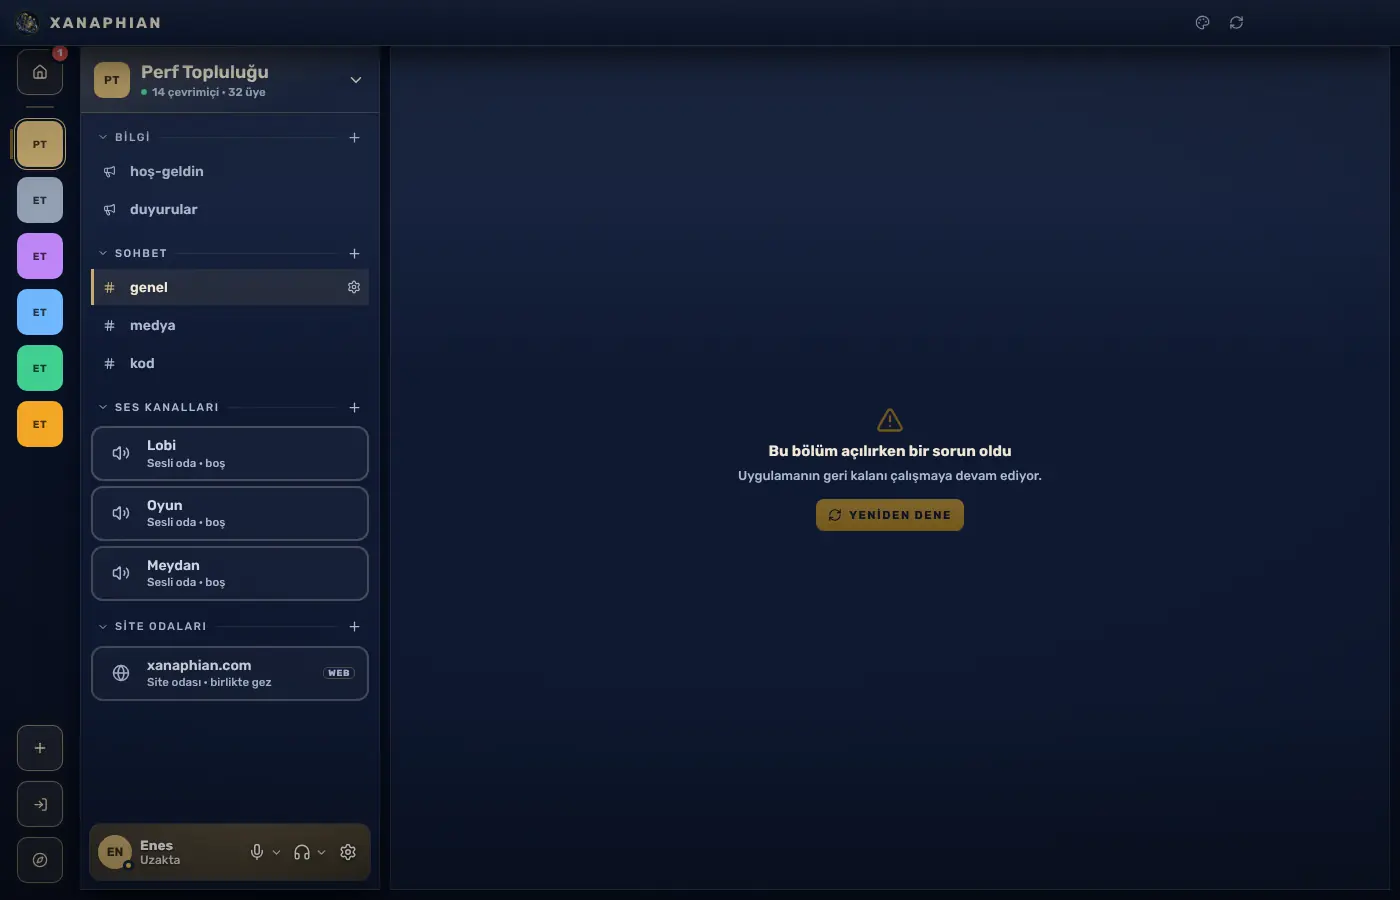 XANAPHIAN
1
PT
Perf Topluluğu
14 çevrimiçi • 32 üye
PT
ET
ET
ET
ET
ET
BİLGİ
hoş-geldin
duyurular
SOHBET
# genel
# medya
# kod
SES KANALLARI
Lobi
Sesli oda • boş
Oyun
Sesli oda • boş
Meydan
Sesli oda • boş
SİTE ODALARI
xanaphian.com
Site odası • birlikte gez
WEB
EN
Enes
Uzakta
Bu bölüm açılırken bir sorun oldu
Uygulamanın geri kalanı çalışmaya devam ediyor.
YENİDEN DENE